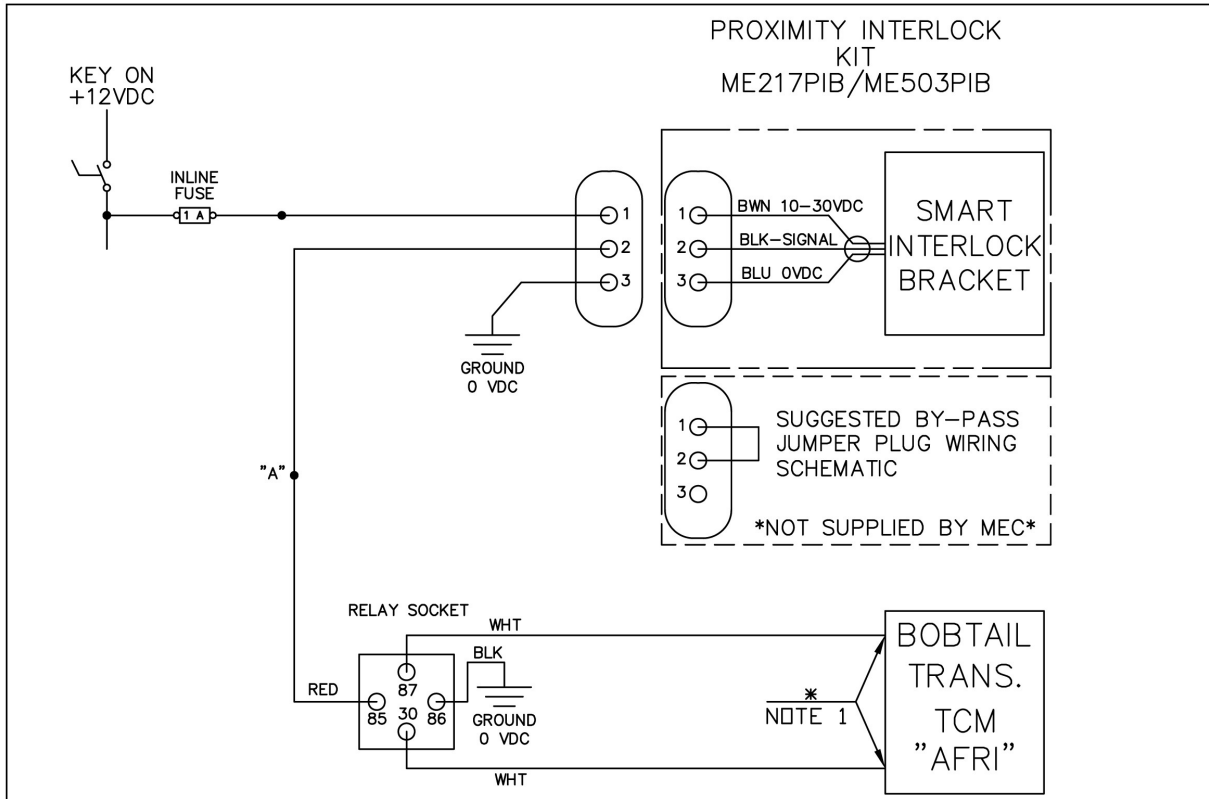 PROXIMITY INTERLOCK
KIT
ME217PIB/ME503PIB
KEY ON
+12VDC
INLINE
FUSE
1 A
1
2
3
GROUND
0 VDC
1
2
3
BWN 10-30VDC
BLK-SIGNAL
BLU 0VDC
SMART
INTERLOCK
BRACKET
1
2
3
SUGGESTED BY-PASS
JUMPER PLUG WIRING
SCHEMATIC
*NOT SUPPLIED BY MEC*
"A"
RELAY SOCKET
WHT
BLK
RED
87
85
30
86
GROUND
0 VDC
WHT
*
NOTE 1
BOBTAIL
TRANS.
TCM
"AFRI"